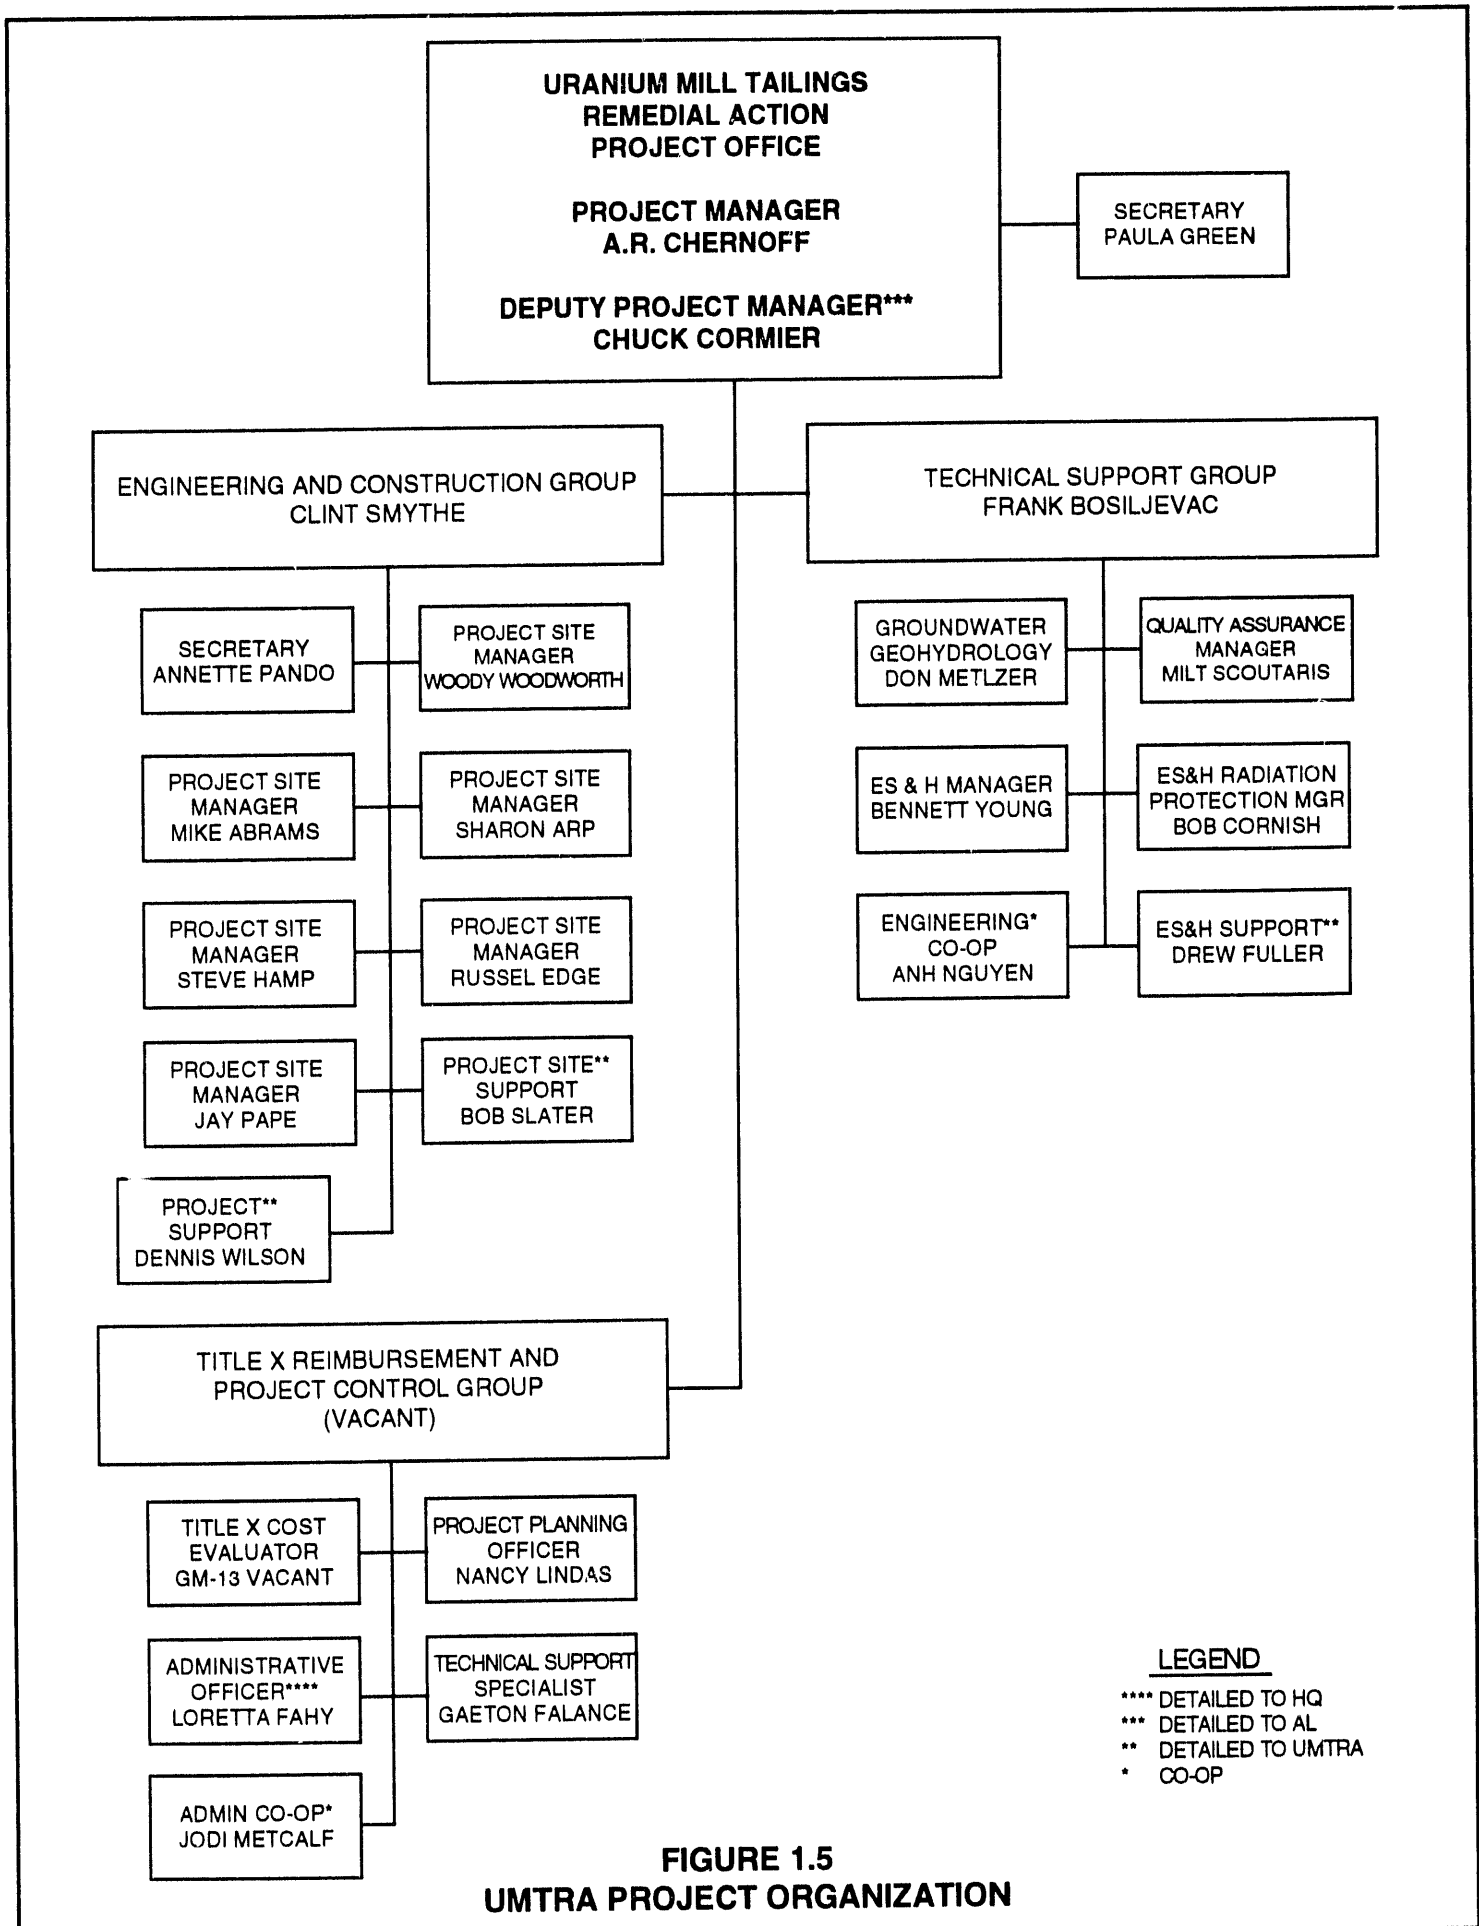 URANIUM MILL TAILINGS
REMEDIAL ACTION
PROJECT OFFICE
PROJECT MANAGER
A.R. CHERNOFF
DEPUTY PROJECT MANAGER***
CHUCK CORMIER
SECRETARY
PAULA GREEN
ENGINEERING AND CONSTRUCTION GROUP
CLINT SMYTHE
TECHNICAL SUPPORT GROUP
FRANK BOSILJEVAC
SECRETARY
ANNETTE PANDO
PROJECT SITE
MANAGER
WOODY WOODWORTH
PROJECT SITE
MANAGER
MIKE ABRAMS
PROJECT SITE
MANAGER
SHARON ARP
PROJECT SITE
MANAGER
STEVE HAMP
PROJECT SITE
MANAGER
RUSSEL EDGE
PROJECT SITE
MANAGER
JAY PAPE
PROJECT SITE**
SUPPORT
BOB SLATER
PROJECT**
SUPPORT
DENNIS WILSON
GROUNDWATER
GEOHYDROLOGY
DON METLZER
QUALITY ASSURANCE
MANAGER
MILT SCOUTARIS
ES & H MANAGER
BENNETT YOUNG
ES&H RADIATION
PROTECTION MGR
BOB CORNISH
ENGINEERING*
CO-OP
ANH NGUYEN
ES&H SUPPORT**
DREW FULLER
TITLE X REIMBURSEMENT AND
PROJECT CONTROL GROUP
(VACANT)
TITLE X COST
EVALUATOR
GM-13 VACANT
PROJECT PLANNING
OFFICER
NANCY LINDAS
ADMINISTRATIVE
OFFICER****
LORETTA FAHY
TECHNICAL SUPPORT
SPECIALIST
GAETON FALANCE
ADMIN CO-OP*
JODI METCALF
LEGEND
**** DETAILED TO HQ
*** DETAILED TO AL
** DETAILED TO UMTRA
* CO-OP
FIGURE 1.5
UMTRA PROJECT ORGANIZATION